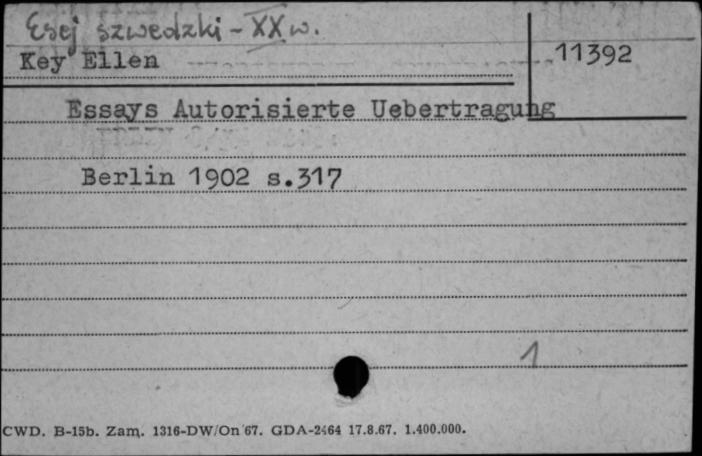 Esej szwedzki - XX w.
Key Ellen
11392
Essays Autorisierte Uebertragung
Berlin 1902 s.317
1
CWD. B-15b. Zam. 1316-DW/On 67. GDA-2464 17.8.67. 1.400.000.